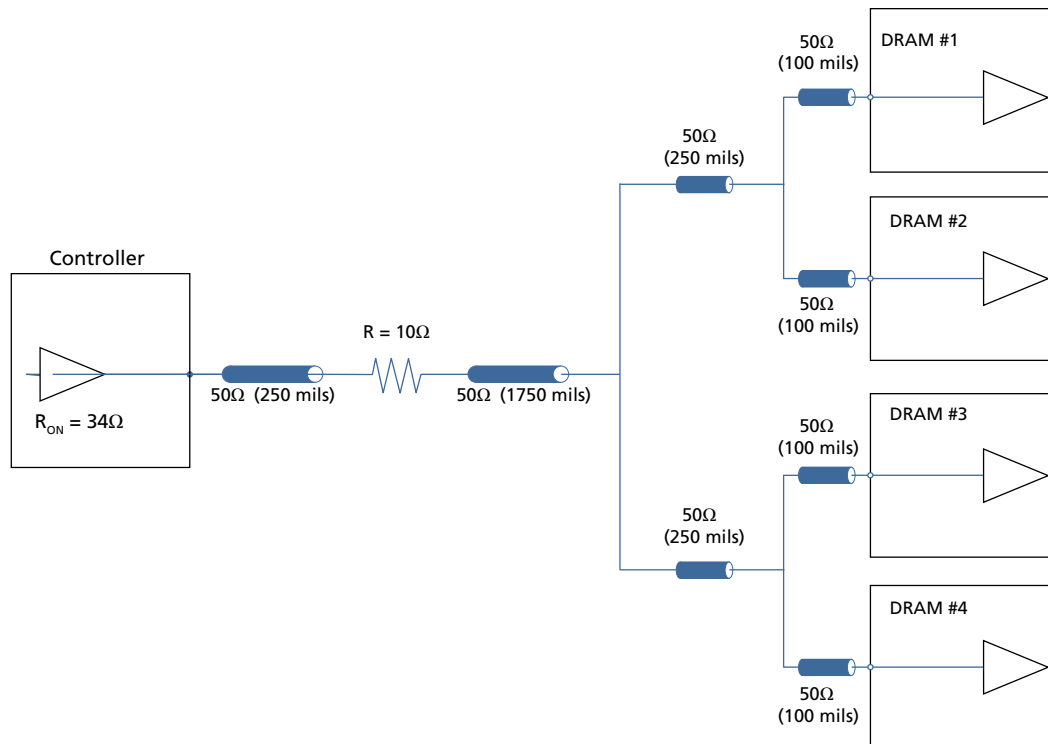 50Ω
(100 mils)
DRAM #1
50Ω
(250 mils)
DRAM #2
50Ω
(100 mils)
Controller
R = 10Ω
50Ω (250 mils)
50Ω (1750 mils)
R_ON = 34Ω
50Ω
(100 mils)
DRAM #3
50Ω
(250 mils)
DRAM #4
50Ω
(100 mils)